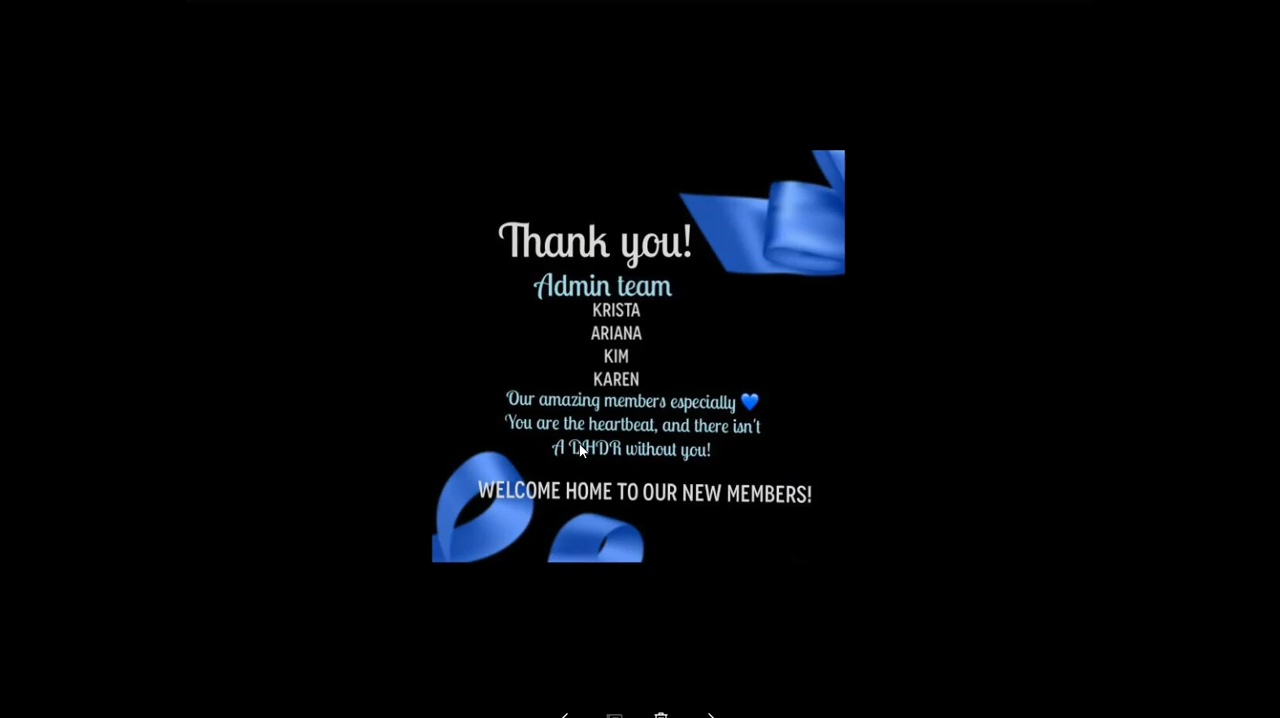 Thank you!
Admin team
KRISTA
ARIANA
KIM
KAREN
Our amazing members especially 💙
You are the heartbeat, and there isn't
A DHDR without you!
WELCOME HOME TO OUR NEW MEMBERS!